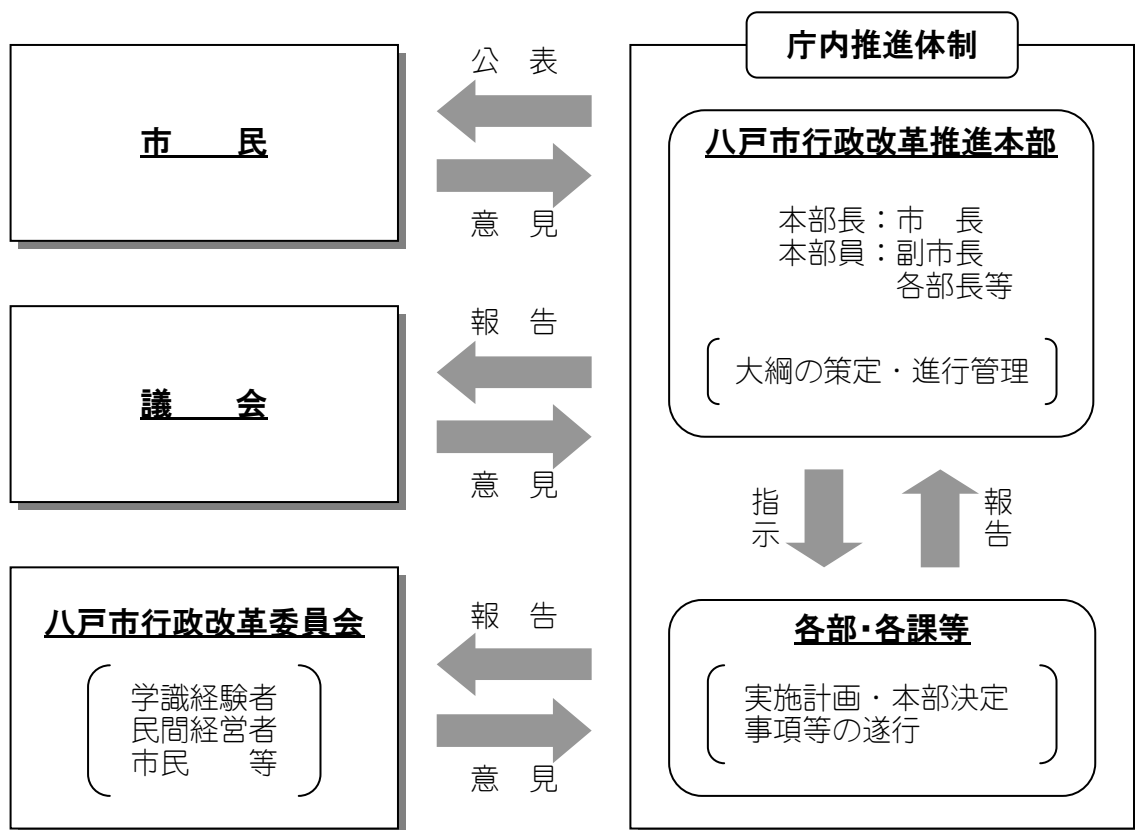 公　表
市　　民
意　見
報　告
議　　会
意　見
八戸市行政改革委員会
報　告
学識経験者
民間経営者
市民　　等
意　見
庁内推進体制
八戸市行政改革推進本部
本部長：市　長
本部員：副市長
各部長等
大綱の策定・進行管理
指示
報告
各部・各課等
実施計画・本部決定
事項等の遂行